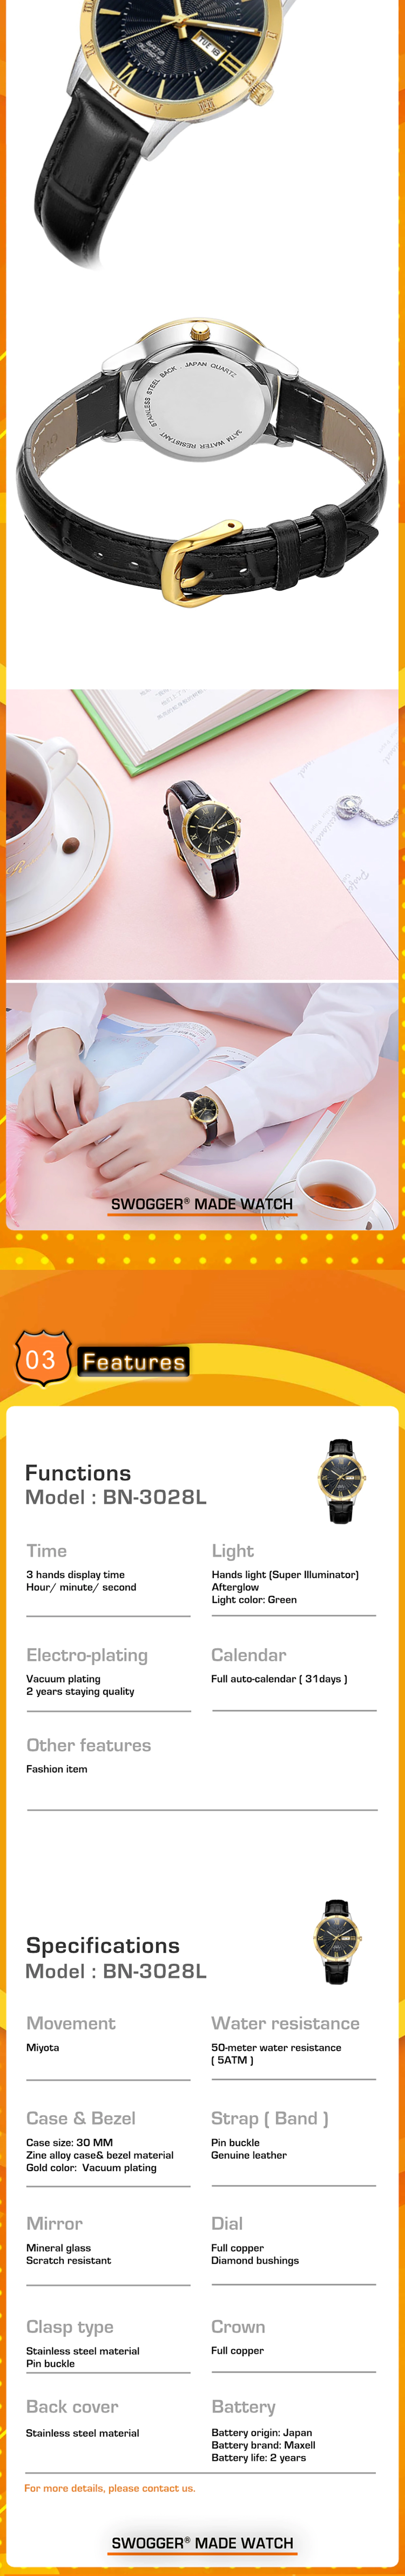 TUE 18
STAINLESS STEEL BACK · JAPAN QUARTZ
3ATM WATER RESISTANT
SWOGGER® MADE WATCH
03 Features
Functions
Model : BN-3028L
Time
3 hands display time
Hour/ minute/ second
Light
Hands light (Super Illuminator)
Afterglow
Light color: Green
Electro-plating
Vacuum plating
2 years staying quality
Calendar
Full auto-calendar ( 31days )
Other features
Fashion item
Specifications
Model : BN-3028L
Movement
Miyota
Water resistance
50-meter water resistance
( 5ATM )
Case & Bezel
Case size: 30 MM
Zine alloy case& bezel material
Gold color: Vacuum plating
Strap ( Band )
Pin buckle
Genuine leather
Mirror
Mineral glass
Scratch resistant
Dial
Full copper
Diamond bushings
Clasp type
Stainless steel material
Pin buckle
Crown
Full copper
Back cover
Stainless steel material
Battery
Battery origin: Japan
Battery brand: Maxell
Battery life: 2 years
For more details, please contact us.
SWOGGER® MADE WATCH